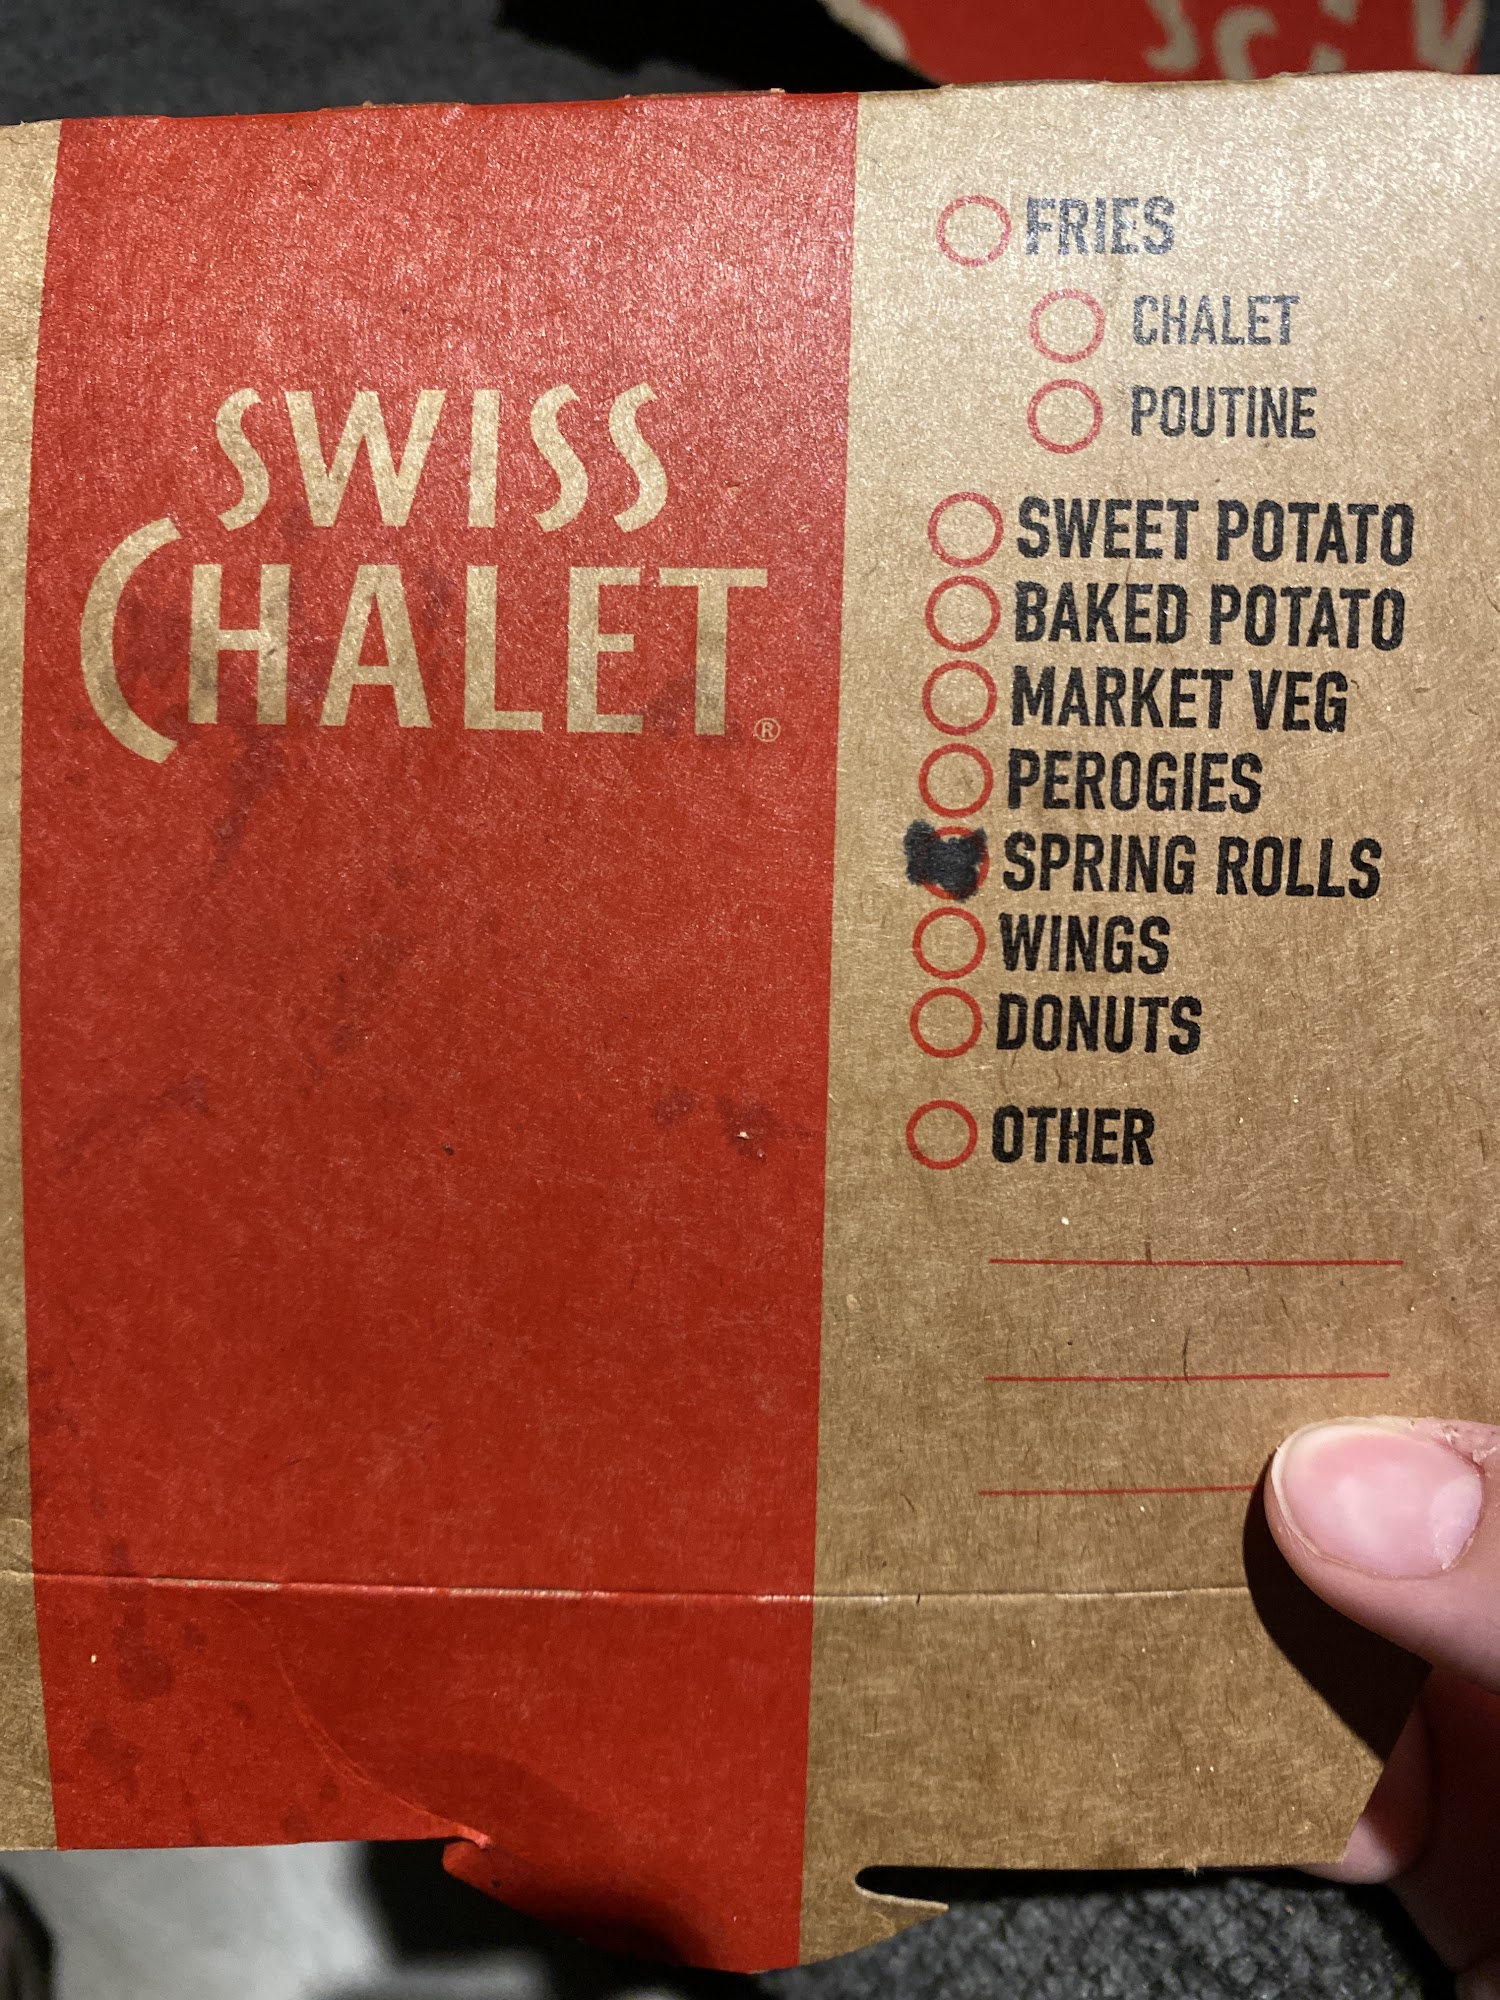 SWISS
CHALET®
FRIES
CHALET
POUTINE
SWEET POTATO
BAKED POTATO
MARKET VEG
PEROGIES
SPRING ROLLS
WINGS
DONUTS
OTHER